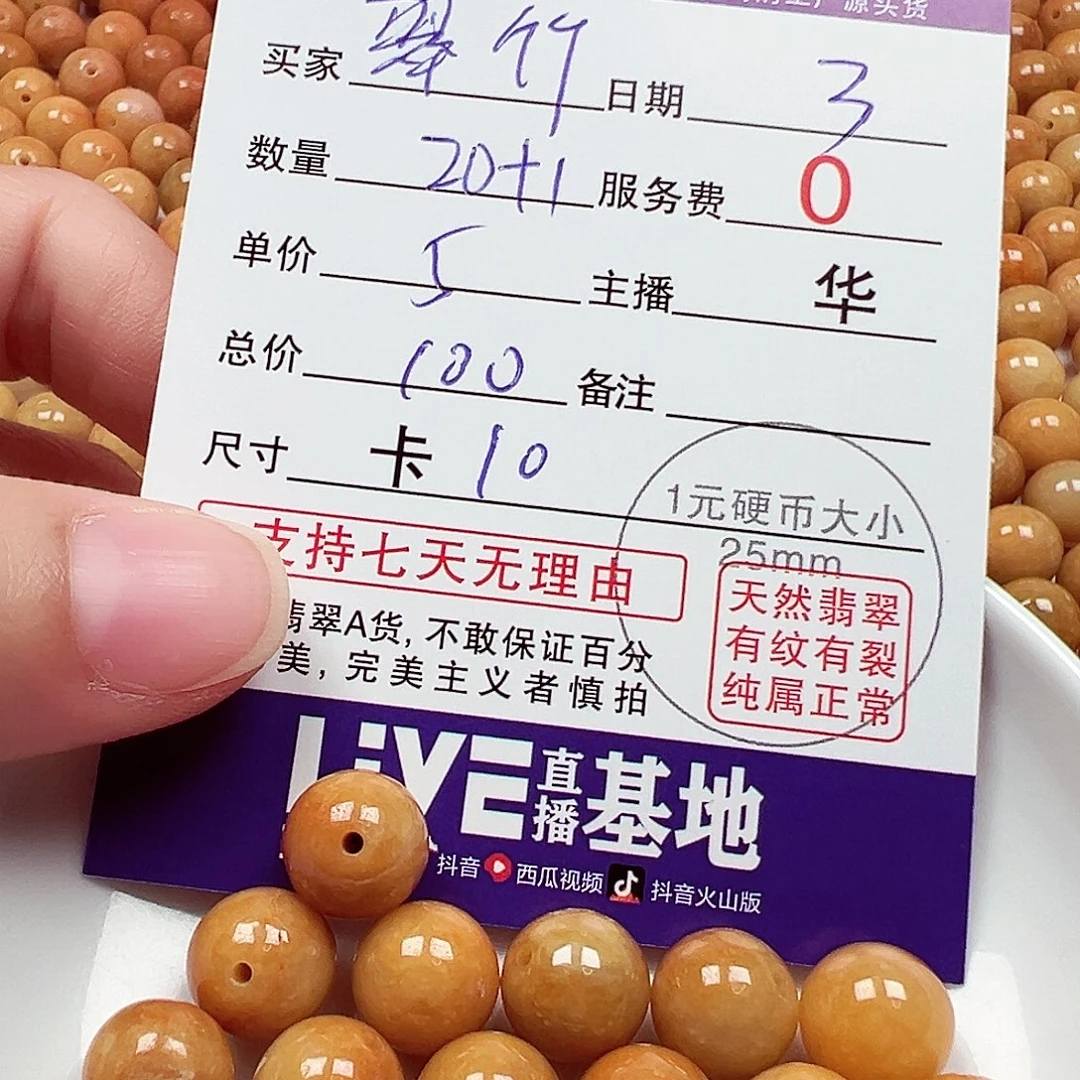 源头货
买家 翠竹 日期 3
数量 20+1 服务费 0
单价 5 主播 华
总价 100 备注
尺寸 卡 10
1元硬币大小
25mm
支持七天无理由
天然翡翠
有纹有裂
纯属正常
翡翠A货,不敢保证百分
美,完美主义者慎拍
LiVE 直播 基地
抖音 西瓜视频 抖音火山版